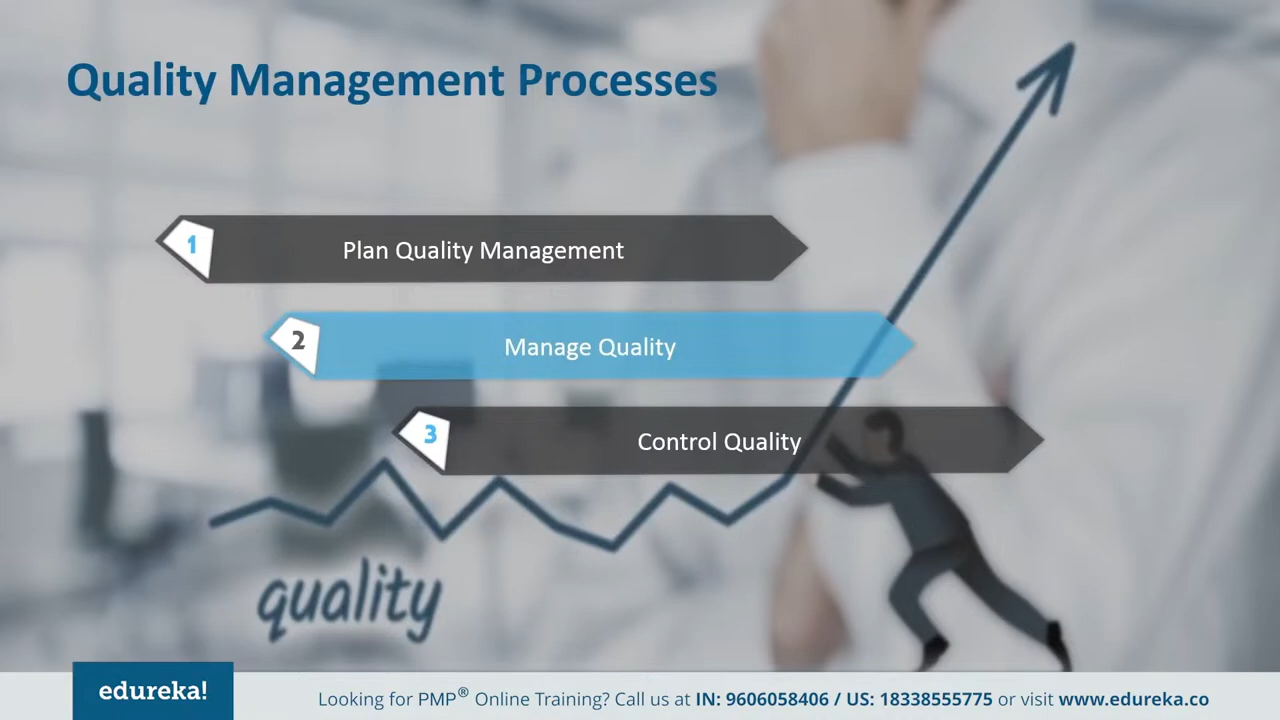 Quality Management Processes
1
Plan Quality Management
2
Manage Quality
3
Control Quality
quality
edureka!
Looking for PMP® Online Training? Call us at IN: 9606058406 / US: 18338555775 or visit www.edureka.co